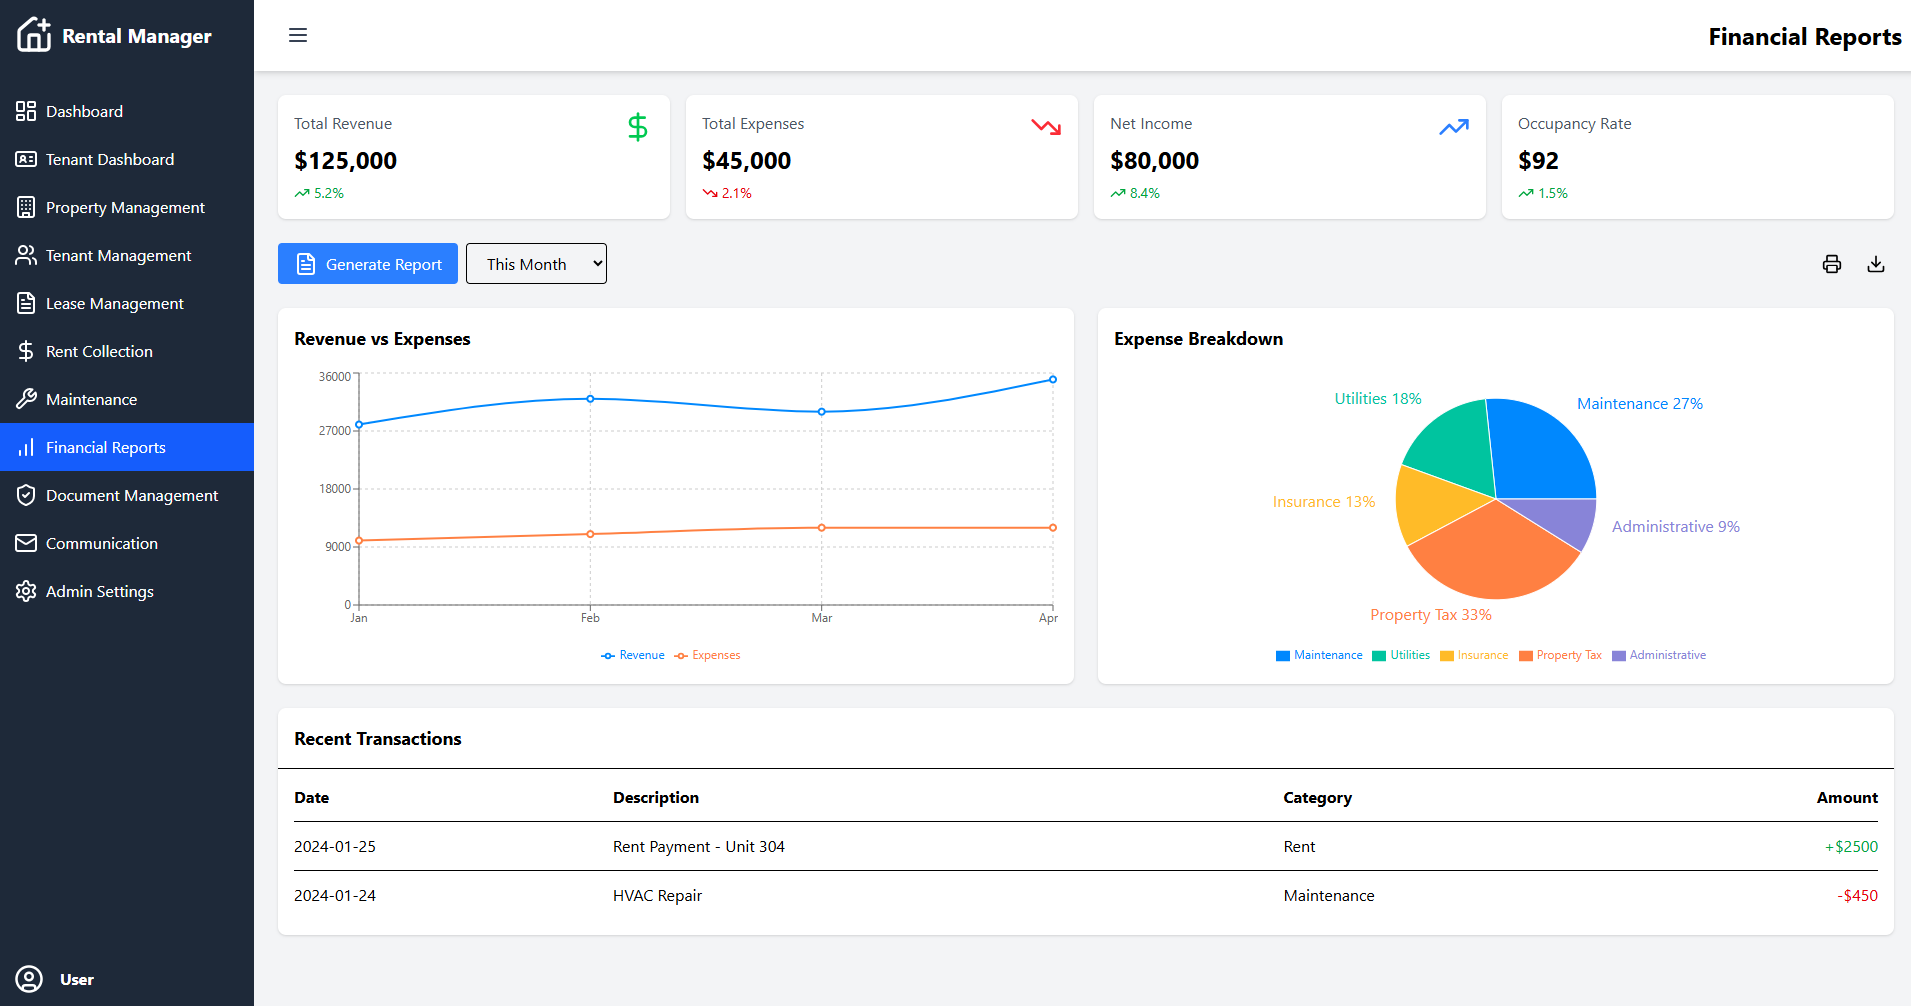 Rental Manager
Financial Reports
Dashboard
Tenant Dashboard
Property Management
Tenant Management
Lease Management
Rent Collection
Maintenance
Financial Reports
Document Management
Communication
Admin Settings
User
Total Revenue
$125,000
5.2%
Total Expenses
$45,000
2.1%
Net Income
$80,000
8.4%
Occupancy Rate
$92
1.5%
Generate Report
This Month
Revenue vs Expenses
36000
27000
18000
9000
0
Jan Feb Mar Apr
Revenue Expenses
Expense Breakdown
Utilities 18%
Maintenance 27%
Insurance 13%
Administrative 9%
Property Tax 33%
Maintenance Utilities Insurance Property Tax Administrative
Recent Transactions
Date Description Category Amount
2024-01-25 Rent Payment - Unit 304 Rent +$2500
2024-01-24 HVAC Repair Maintenance -$450